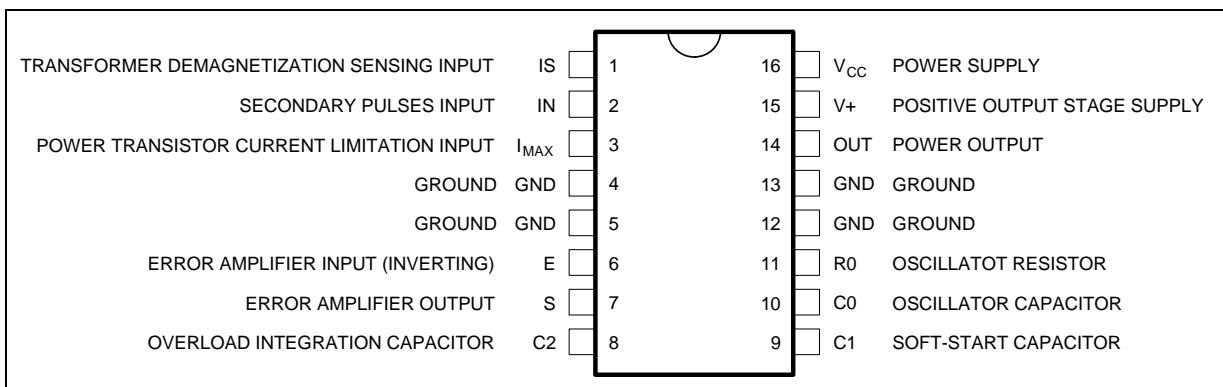 TRANSFORMER DEMAGNETIZATION SENSING INPUT IS 1 16 VCC POWER SUPPLY
SECONDARY PULSES INPUT IN 2 15 V+ POSITIVE OUTPUT STAGE SUPPLY
POWER TRANSISTOR CURRENT LIMITATION INPUT IMAX 3 14 OUT POWER OUTPUT
GROUND GND 4 13 GND GROUND
GROUND GND 5 12 GND GROUND
ERROR AMPLIFIER INPUT (INVERTING) E 6 11 R0 OSCILLATOT RESISTOR
ERROR AMPLIFIER OUTPUT S 7 10 C0 OSCILLATOR CAPACITOR
OVERLOAD INTEGRATION CAPACITOR C2 8 9 C1 SOFT-START CAPACITOR